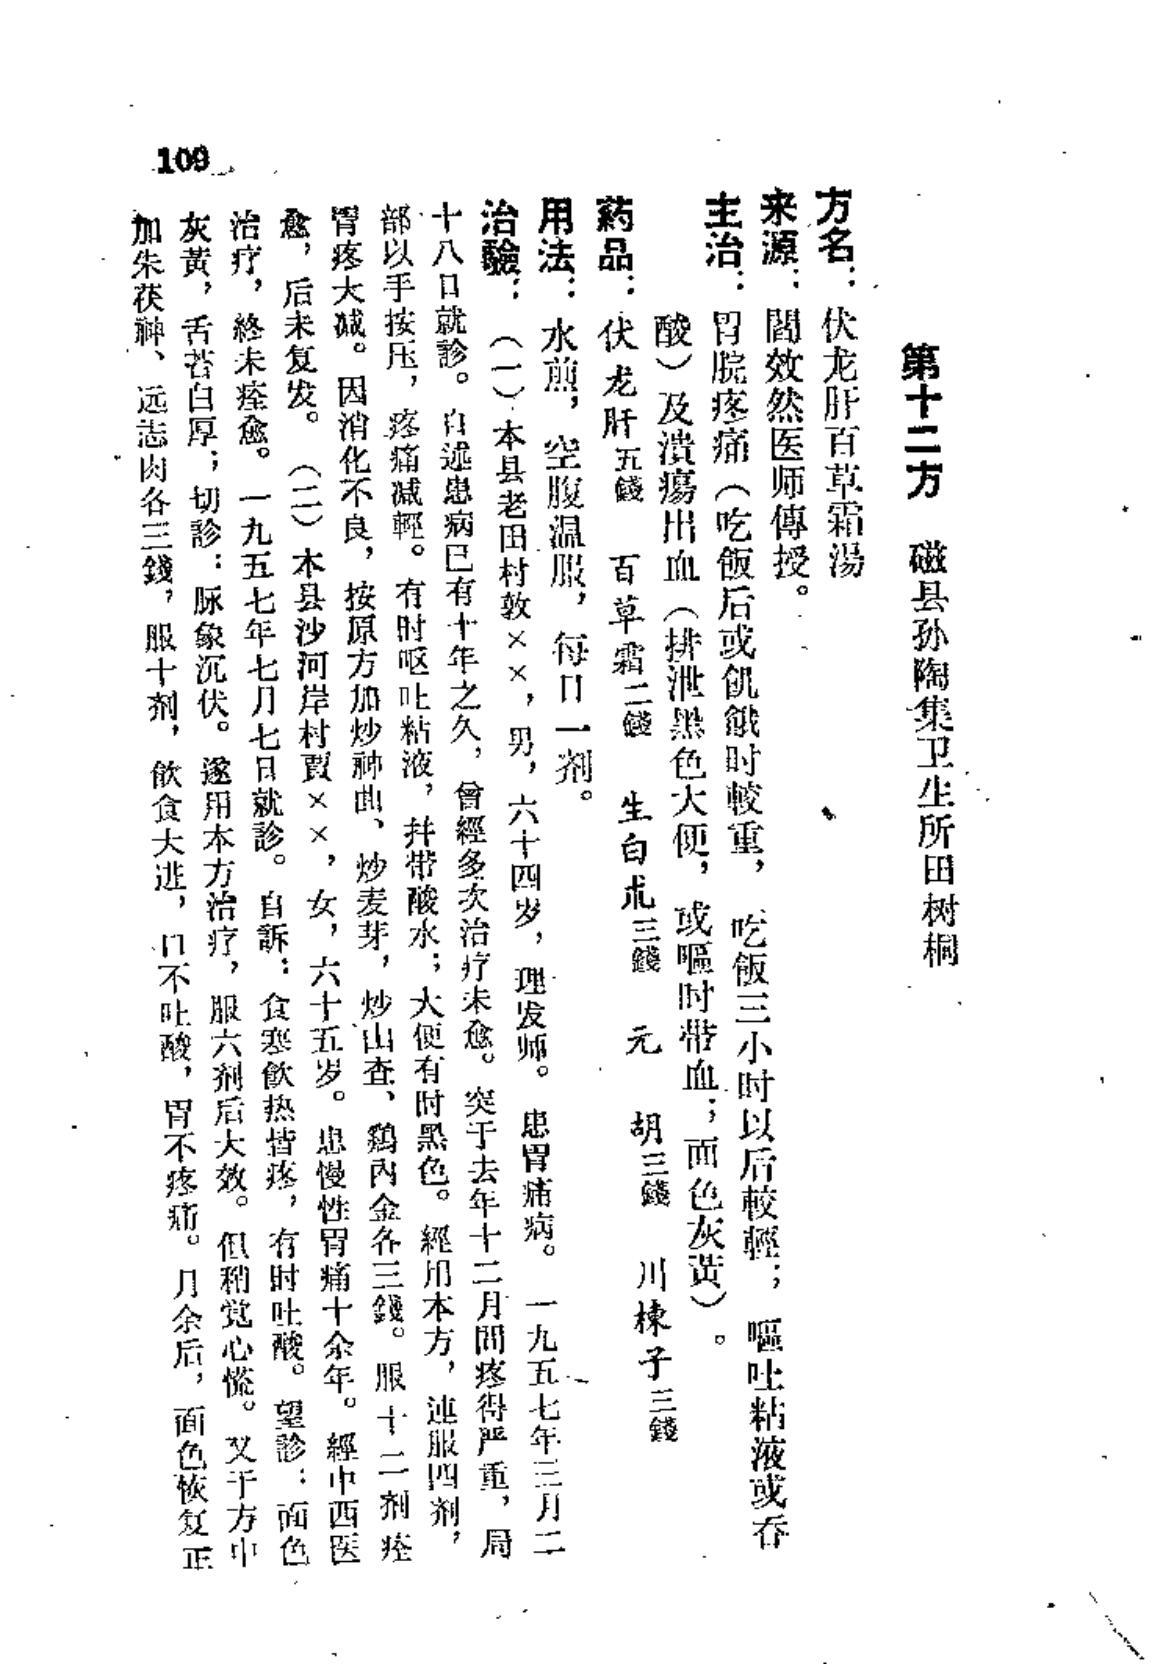 第十二方 磁县孙陶集卫生所田树桐
方名：伏龙肝百草霜湯
来源：閻效然医师傳授。
主治：胃脘疼痛（吃飯后或飢餓时較重，吃飯三小时以后較輕；嘔吐粘液或吞
酸）及潰瘍出血（排泄黑色大便，或嘔时带血；面色灰黃）。
藥品：伏龙肝五錢 百草霜二錢 生白朮三錢 元胡三錢 川楝子三錢
用法：水煎，空腹温服，每日一剂。
治驗：（一）本县老田村敦××，男，六十四岁，理发师。患胃痛病。一九五七年三月二
十八日就診。自述患病已有十年之久，曾經多次治疗未愈。突于去年十二月間疼得严重，局
部以手按压，疼痛减輕。有时呕吐粘液，并带酸水；大便有时黑色。經用本方，連服四剂，
胃疼大减。因消化不良，按原方加炒神曲、炒麦芽，炒山查、鷄內金各三錢。服十二剂痊
愈，后未复发。（二）本县沙河岸村賈××，女，六十五岁。患慢性胃痛十余年。經中西医
治疗，終未痊愈。一九五七年七月七日就診。自訴：食寒飲热皆疼，有时吐酸。望診：面色
灰黃，舌苔白厚；切診：脉象沉伏。遂用本方治疗，服六剂后大效。但稍觉心慌。又于方中
加朱茯神、远志肉各三錢，服十剂，飲食大进，口不吐酸，胃不疼痛。月余后，面色恢复正
109